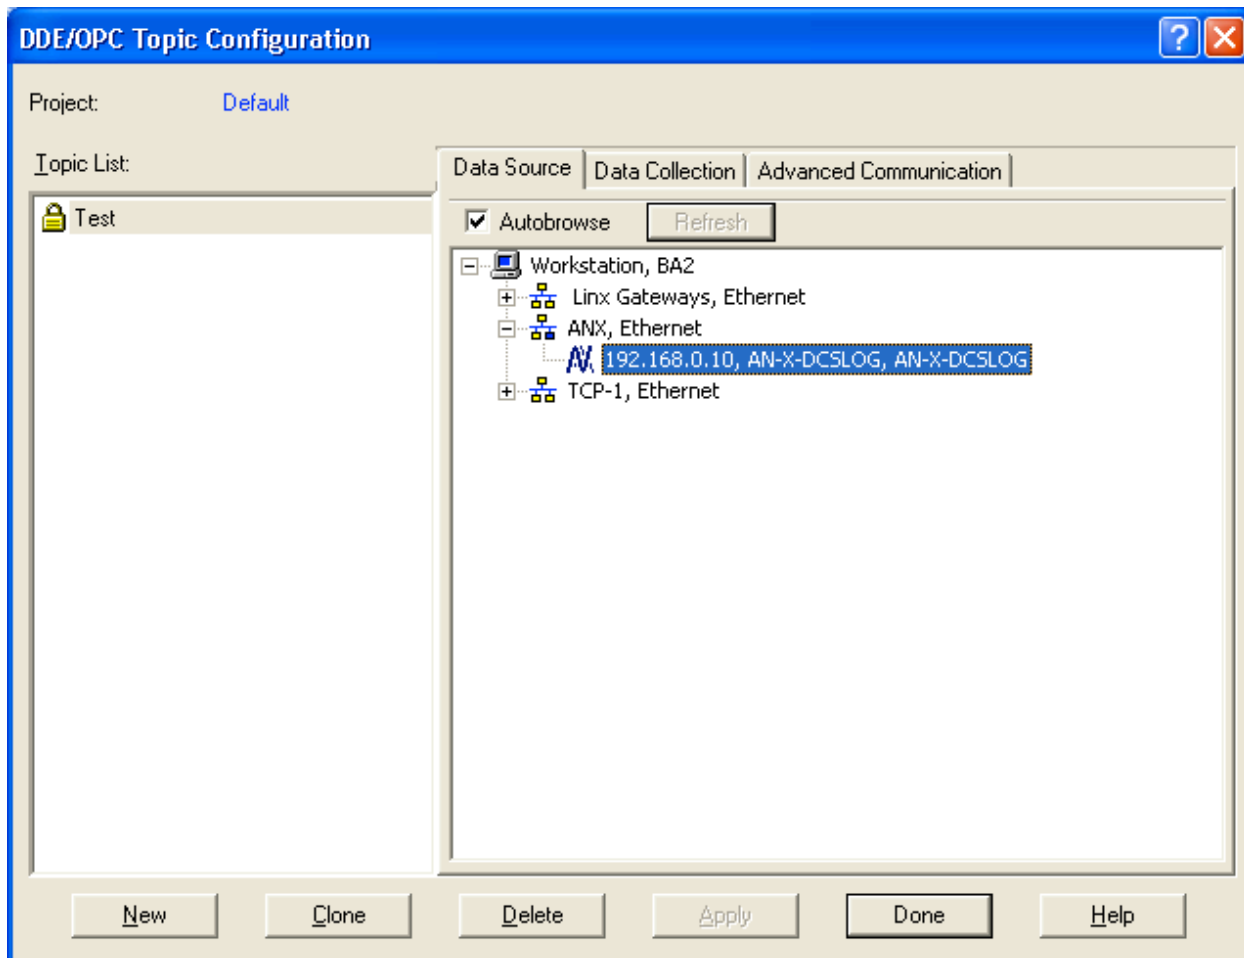 DDE/OPC Topic Configuration
Project: Default
Topic List:
Test
Data Source Data Collection Advanced Communication
Autobrowse Refresh
Workstation, BA2
Linx Gateways, Ethernet
ANX, Ethernet
192.168.0.10, AN-X-DCSLOG, AN-X-DCSLOG
TCP-1, Ethernet
New Clone Delete Apply Done Help